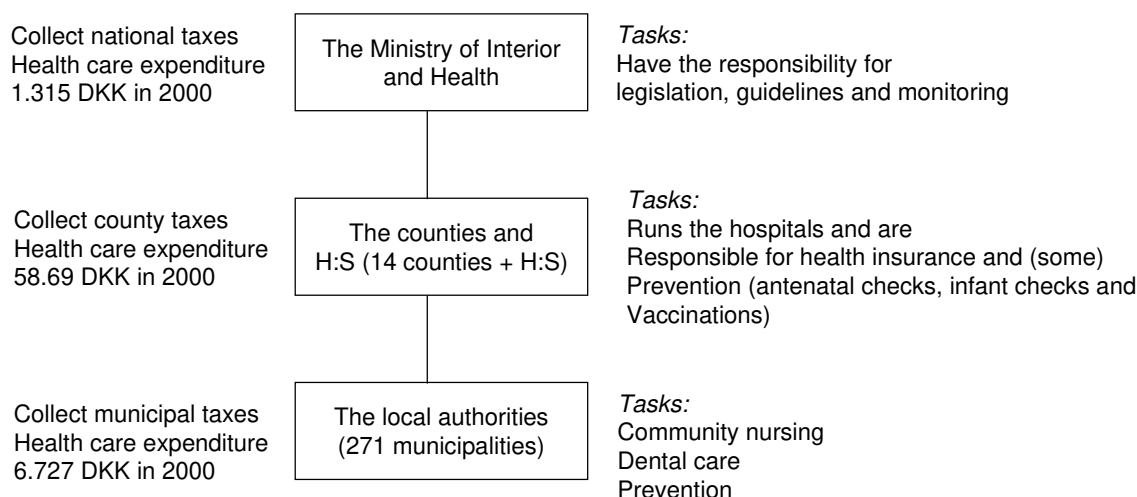 Collect national taxes
Health care expenditure
1.315 DKK in 2000
The Ministry of Interior
and Health
Tasks:
Have the responsibility for
legislation, guidelines and monitoring
Collect county taxes
Health care expenditure
58.69 DKK in 2000
The counties and
H:S (14 counties + H:S)
Tasks:
Runs the hospitals and are
Responsible for health insurance and (some)
Prevention (antenatal checks, infant checks and
Vaccinations)
Collect municipal taxes
Health care expenditure
6.727 DKK in 2000
The local authorities
(271 municipalities)
Tasks:
Community nursing
Dental care
Prevention